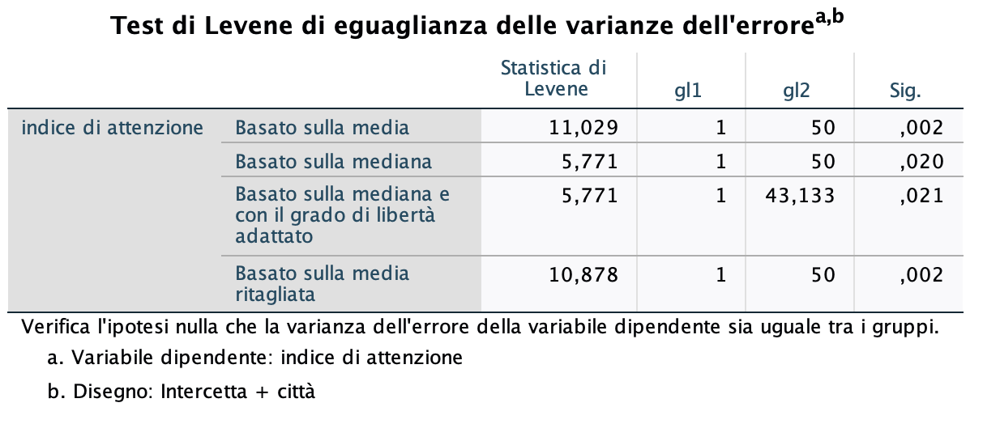 Test di Levene di eguaglianza delle varianze dell'errore a,b
Statistica di
Levene gl1 gl2 Sig.
indice di attenzione Basato sulla media 11,029 1 50 ,002
Basato sulla mediana 5,771 1 50 ,020
Basato sulla mediana e
con il grado di libertà
adattato 5,771 1 43,133 ,021
Basato sulla media
ritagliata 10,878 1 50 ,002
Verifica l'ipotesi nulla che la varianza dell'errore della variabile dipendente sia uguale tra i gruppi.
a. Variabile dipendente: indice di attenzione
b. Disegno: Intercetta + città